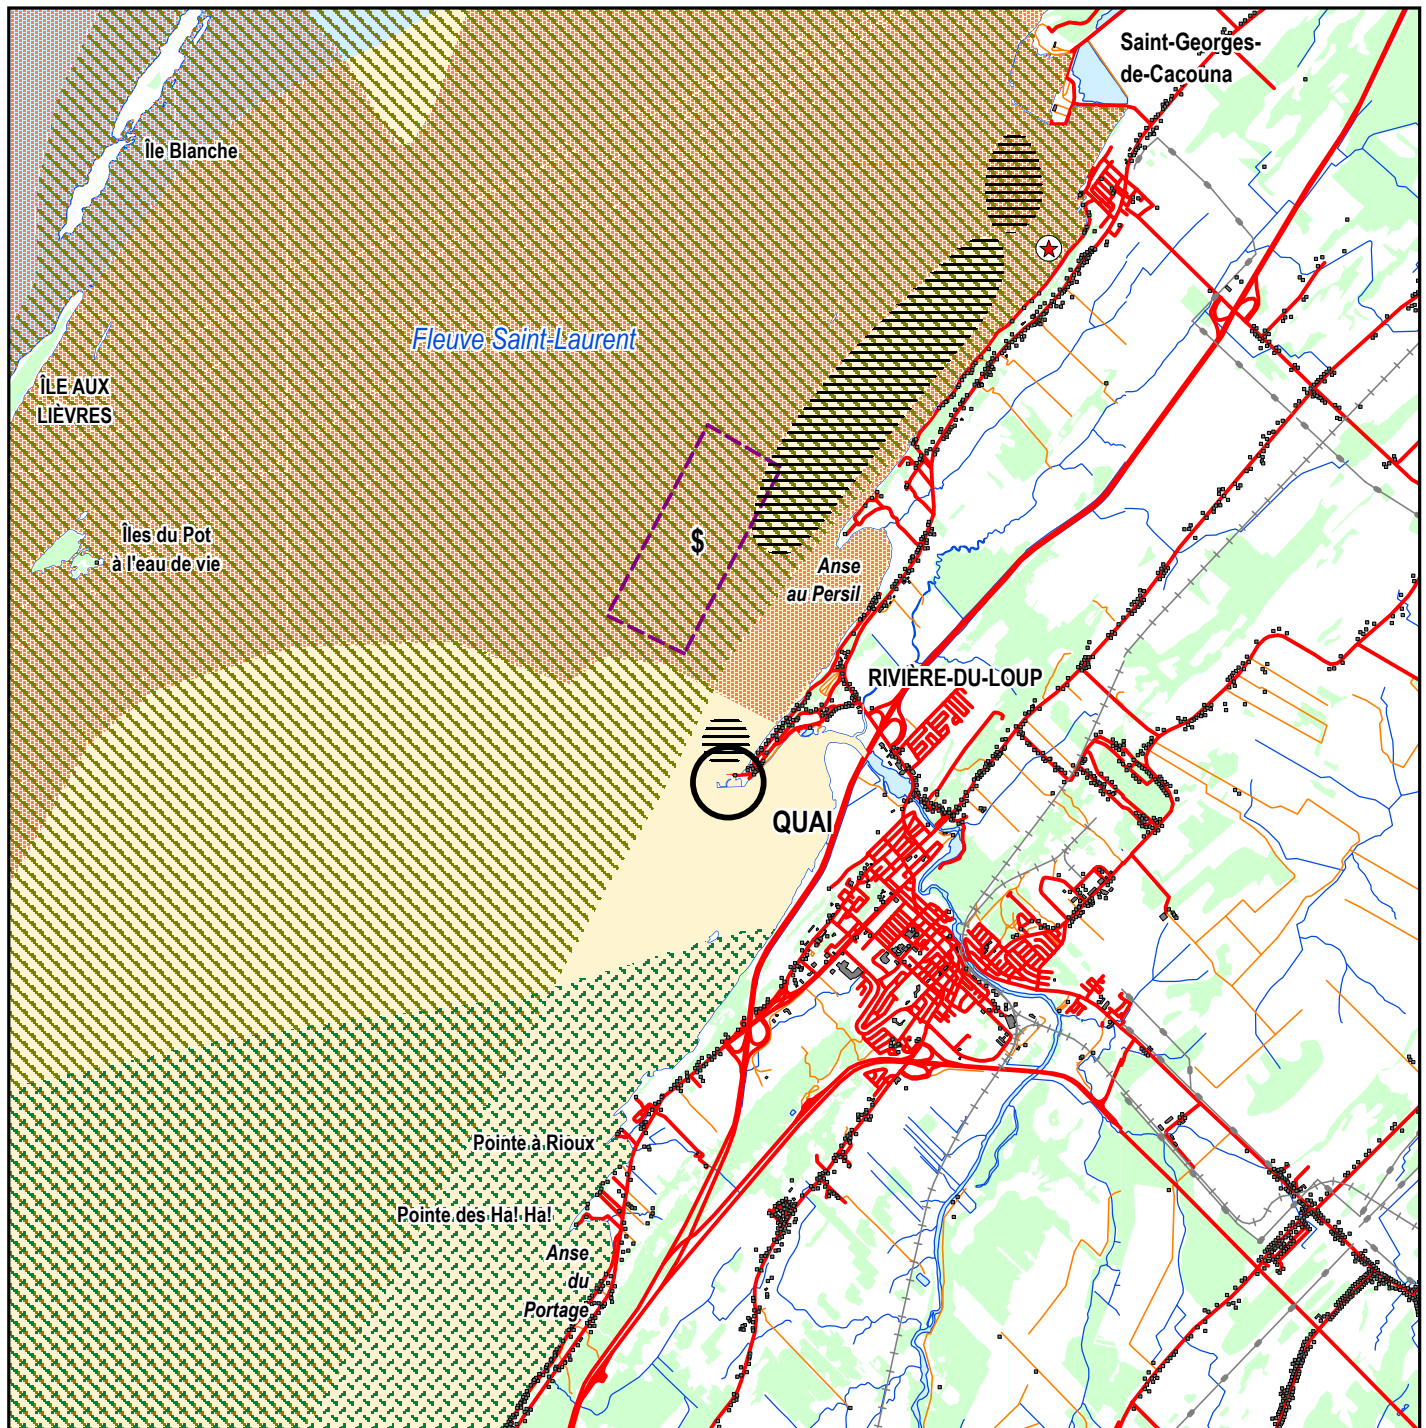 Saint-Georges-
de-Cacouna
Île Blanche
Fleuve Saint-Laurent
ÎLE AUX
LIÈVRES
Îles du Pot
à l'eau de vie
$
Anse
au Persil
RIVIÈRE-DU-LOUP
QUAI
Pointe à Rioux
Pointe des Ha! Ha!
Anse
du
Portage